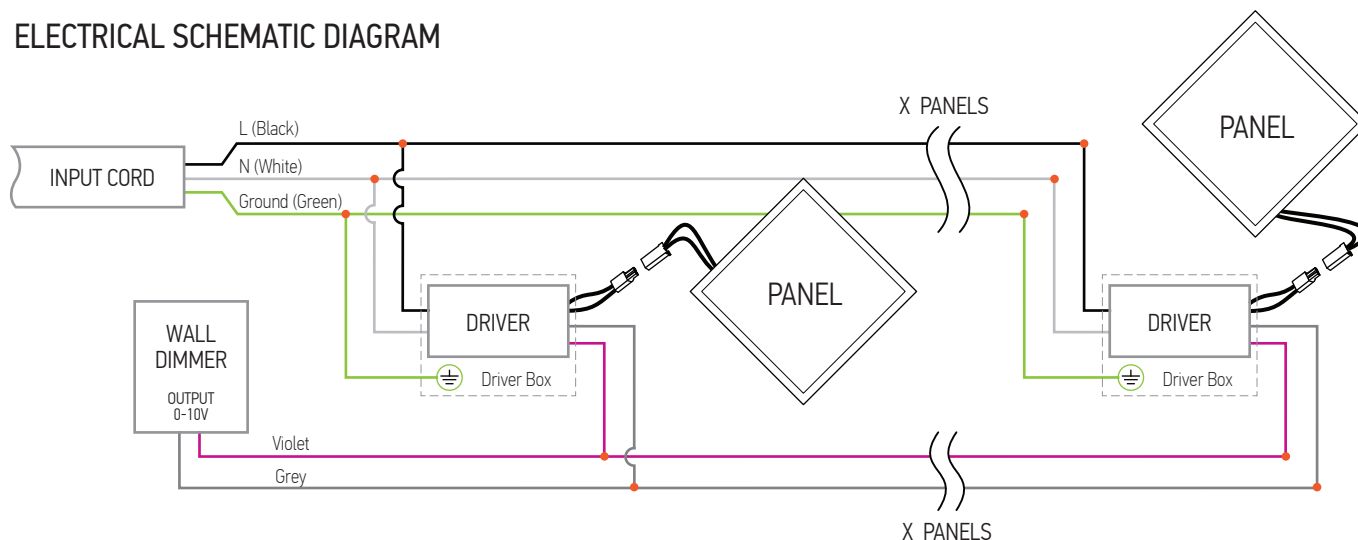 ELECTRICAL SCHEMATIC DIAGRAM
X PANELS
PANEL
L (Black)
N (White)
INPUT CORD
Ground (Green)
PANEL
DRIVER
DRIVER
WALL
DIMMER
OUTPUT
0-10V
Driver Box
Driver Box
Violet
Grey
X PANELS